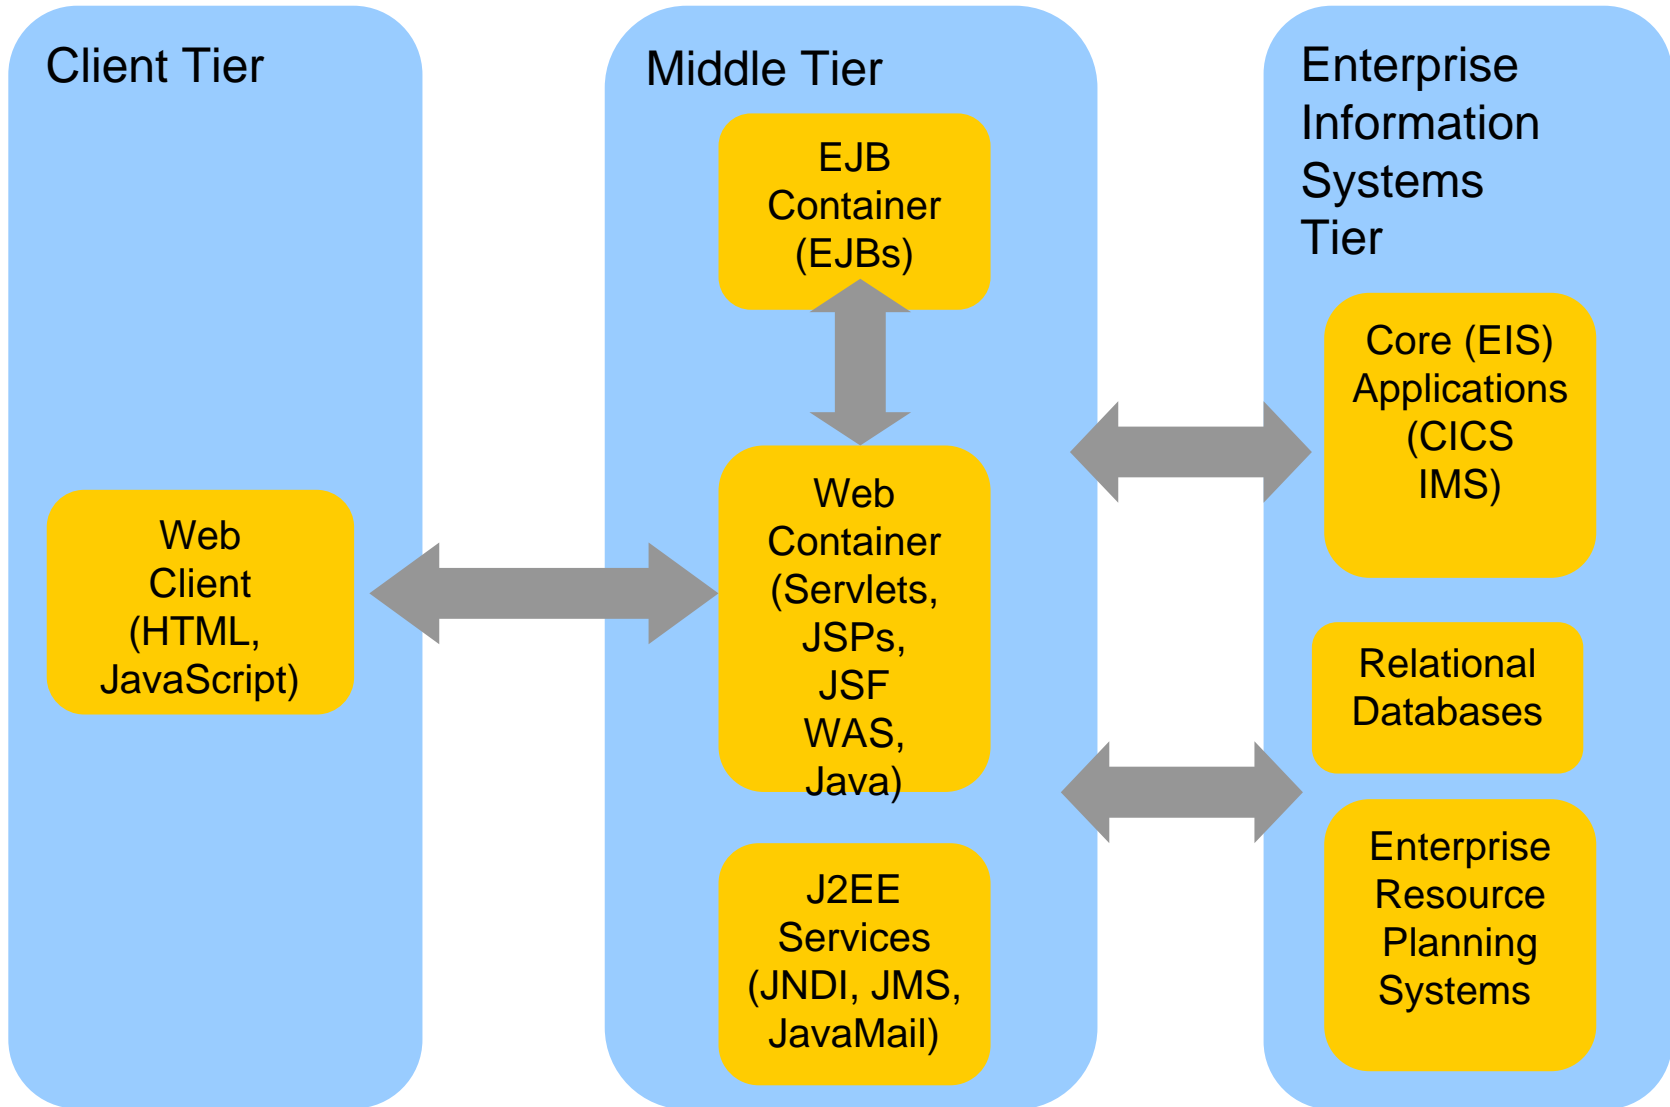 Client Tier
Web
Client
(HTML,
JavaScript)
Middle Tier
EJB
Container
(EJBs)
Web
Container
(Servlets,
JSPs,
JSF
WAS,
Java)
J2EE
Services
(JNDI, JMS,
JavaMail)
Enterprise
Information
Systems
Tier
Core (EIS)
Applications
(CICS
IMS)
Relational
Databases
Enterprise
Resource
Planning
Systems